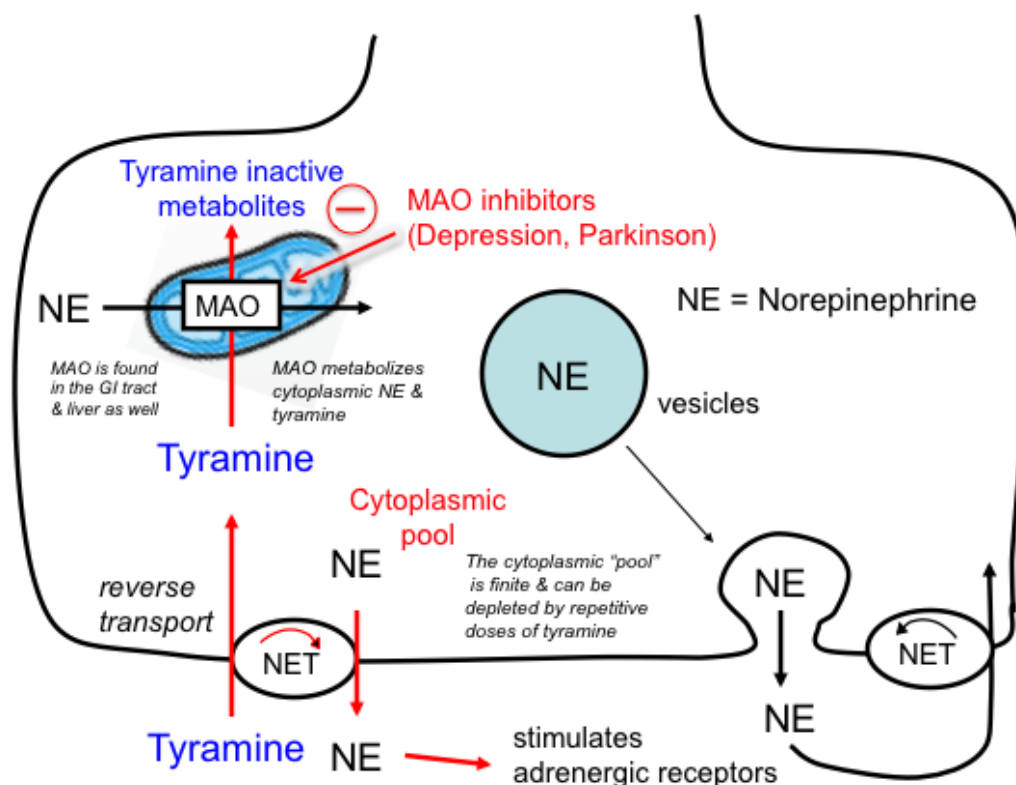 Tyramine inactive
metabolites
MAO inhibitors
(Depression, Parkinson)
NE
MAO
NE = Norepinephrine
MAO is found
in the GI tract
& liver as well
MAO metabolizes
cytoplasmic NE &
tyramine
NE
vesicles
Tyramine
Cytoplasmic
pool
NE
The cytoplasmic “pool”
is finite & can be
depleted by repetitive
doses of tyramine
reverse
transport
NET
NE
NET
Tyramine
NE
stimulates
adrenergic receptors
NE